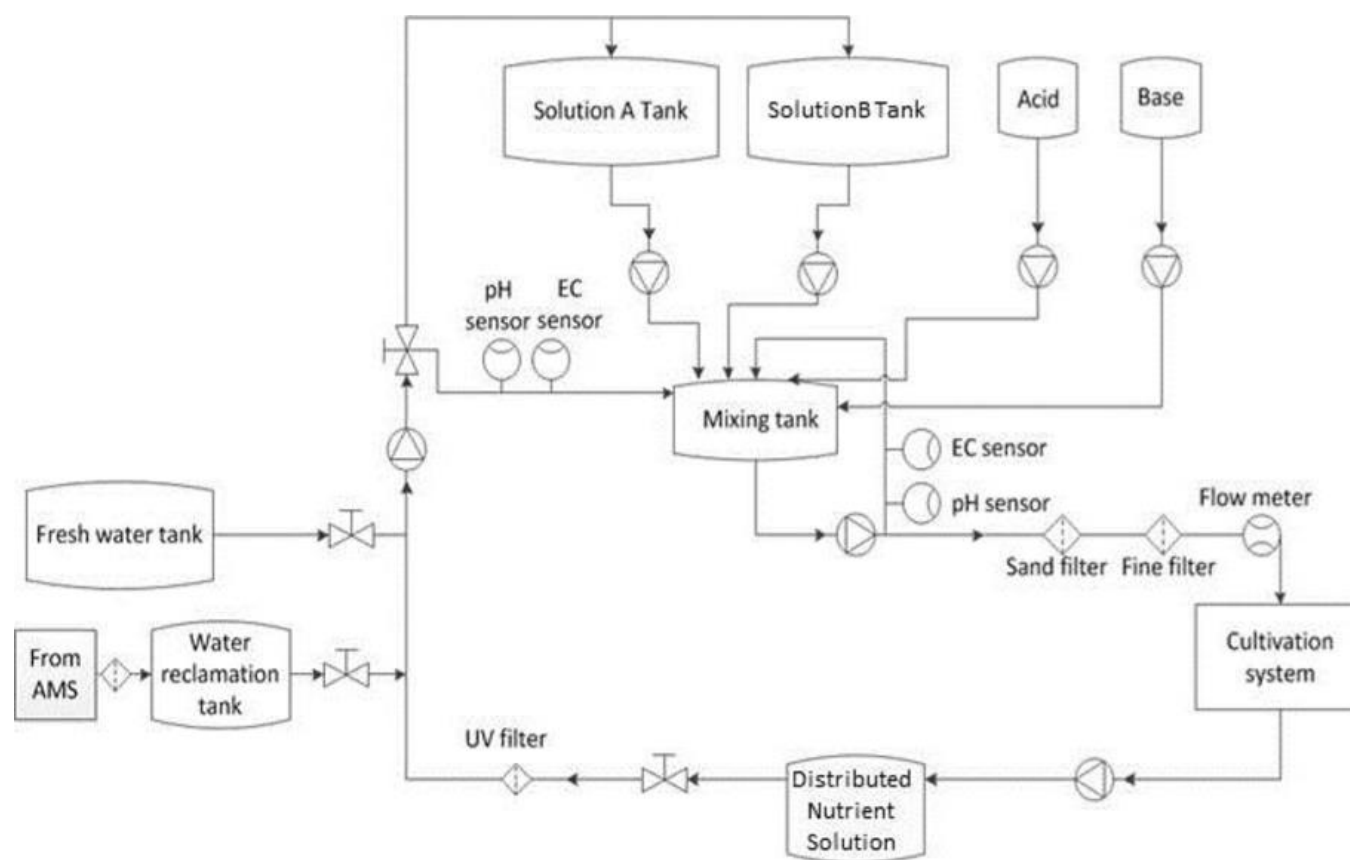 Solution A Tank
SolutionB Tank
Acid
Base
pH
sensor
EC
sensor
Mixing tank
EC sensor
pH sensor
Flow meter
Fresh water tank
Sand filter
Fine filter
From
AMS
Water
reclamation
tank
Cultivation
system
UV filter
Distributed
Nutrient
Solution